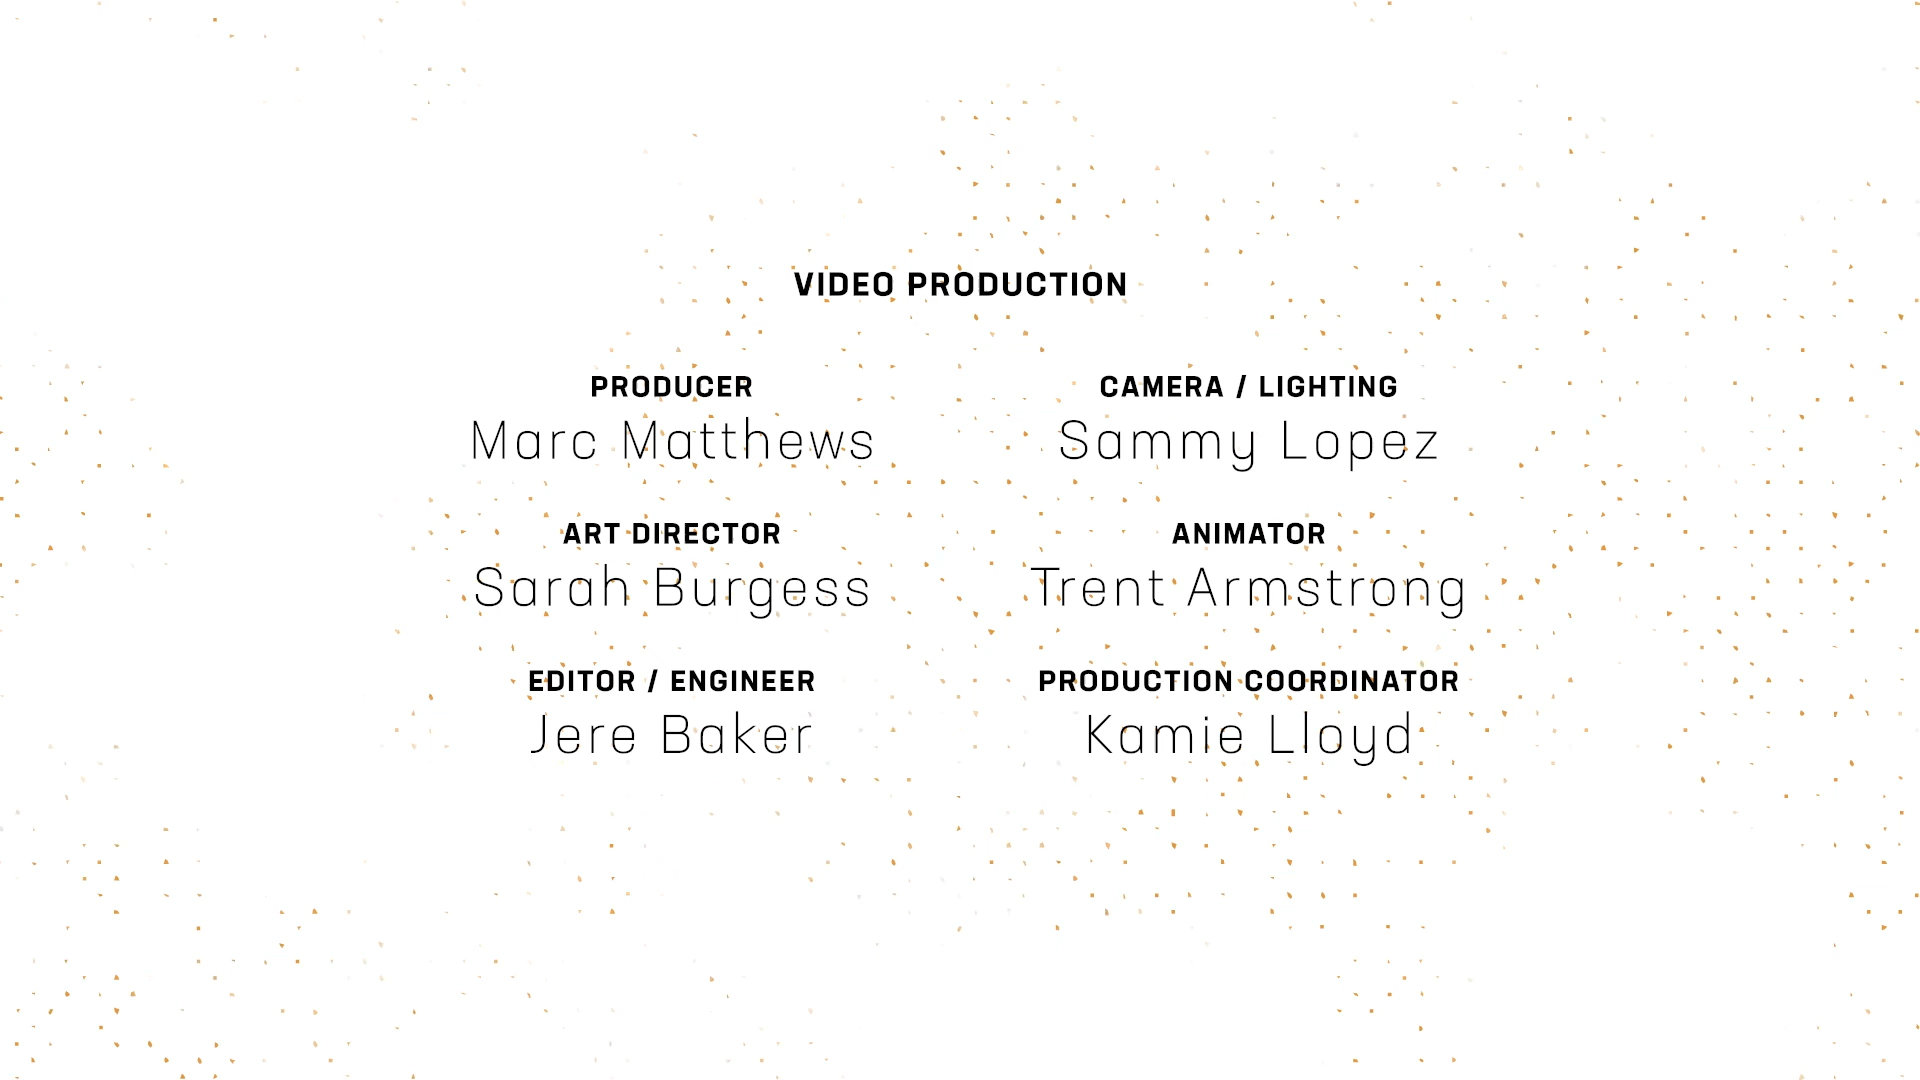 VIDEO PRODUCTION
PRODUCER
Marc Matthews
CAMERA / LIGHTING
Sammy Lopez
ART DIRECTOR
Sarah Burgess
ANIMATOR
Trent Armstrong
EDITOR / ENGINEER
Jere Baker
PRODUCTION COORDINATOR
Kamie Lloyd